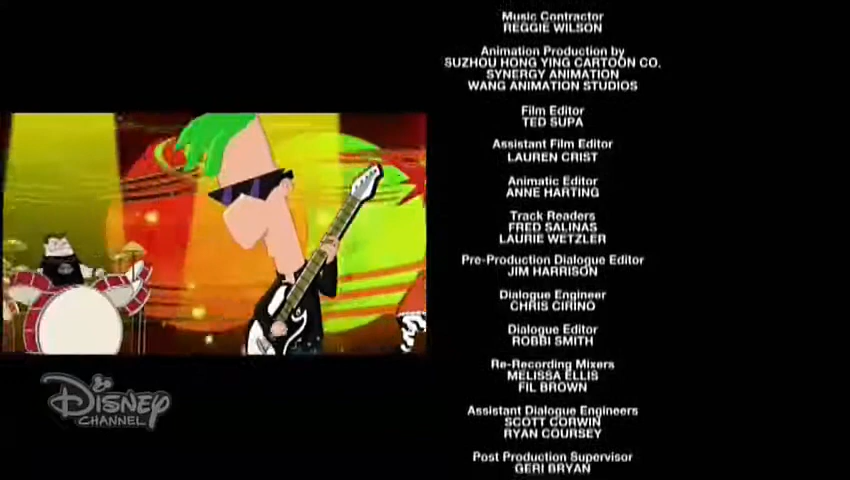 Music Contractor
REGGIE WILSON
Animation Production by
SUZHOU HONG YING CARTOON CO.
SYNERGY ANIMATION
WANG ANIMATION STUDIOS
Film Editor
TED SUPA
Assistant Film Editor
LAUREN CRIST
Animatic Editor
ANNE HARTING
Track Readers
FRED SALINAS
LAURIE WETZLER
Pre-Production Dialogue Editor
JIM HARRISON
Dialogue Engineer
CHRIS CIRINO
Dialogue Editor
ROBBI SMITH
Re-Recording Mixers
MELISSA ELLIS
FIL BROWN
Assistant Dialogue Engineers
SCOTT CORWIN
RYAN COURSEY
Post Production Supervisor
GERI BRYAN
DISNEY
CHANNEL